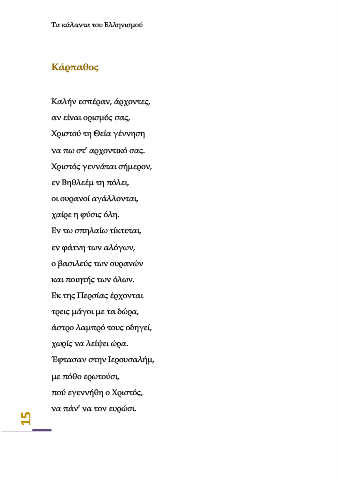 Τα κάλαντα του Ελληνισμού
Κάρπαθος
Καλήν εσπέραν, άρχοντες,
αν είναι ορισμός σας,
Χριστού τη Θεία γέννηση
να πω στ' αρχοντικό σας.
Χριστός γεννάται σήμερον,
εν Βηθλεέμ τη πόλει,
οι ουρανοί αγάλλονται,
χαίρε η φύσις όλη.
Εν τω σπηλαίω τίκτεται,
εν φάτνη των αλόγων,
ο βασιλεύς των ουρανών
και ποιητής των όλων.
Εκ της Περσίας έρχονται
τρεις μάγοι με τα δώρα,
άστρο λαμπρό τους οδηγεί,
χωρίς να λείψει ώρα.
Έφτασαν στην Ιερουσαλήμ,
με πόθο ερωτούσι,
πού εγεννήθη ο Χριστός,
να πάν' να τον ευρώσι.
15